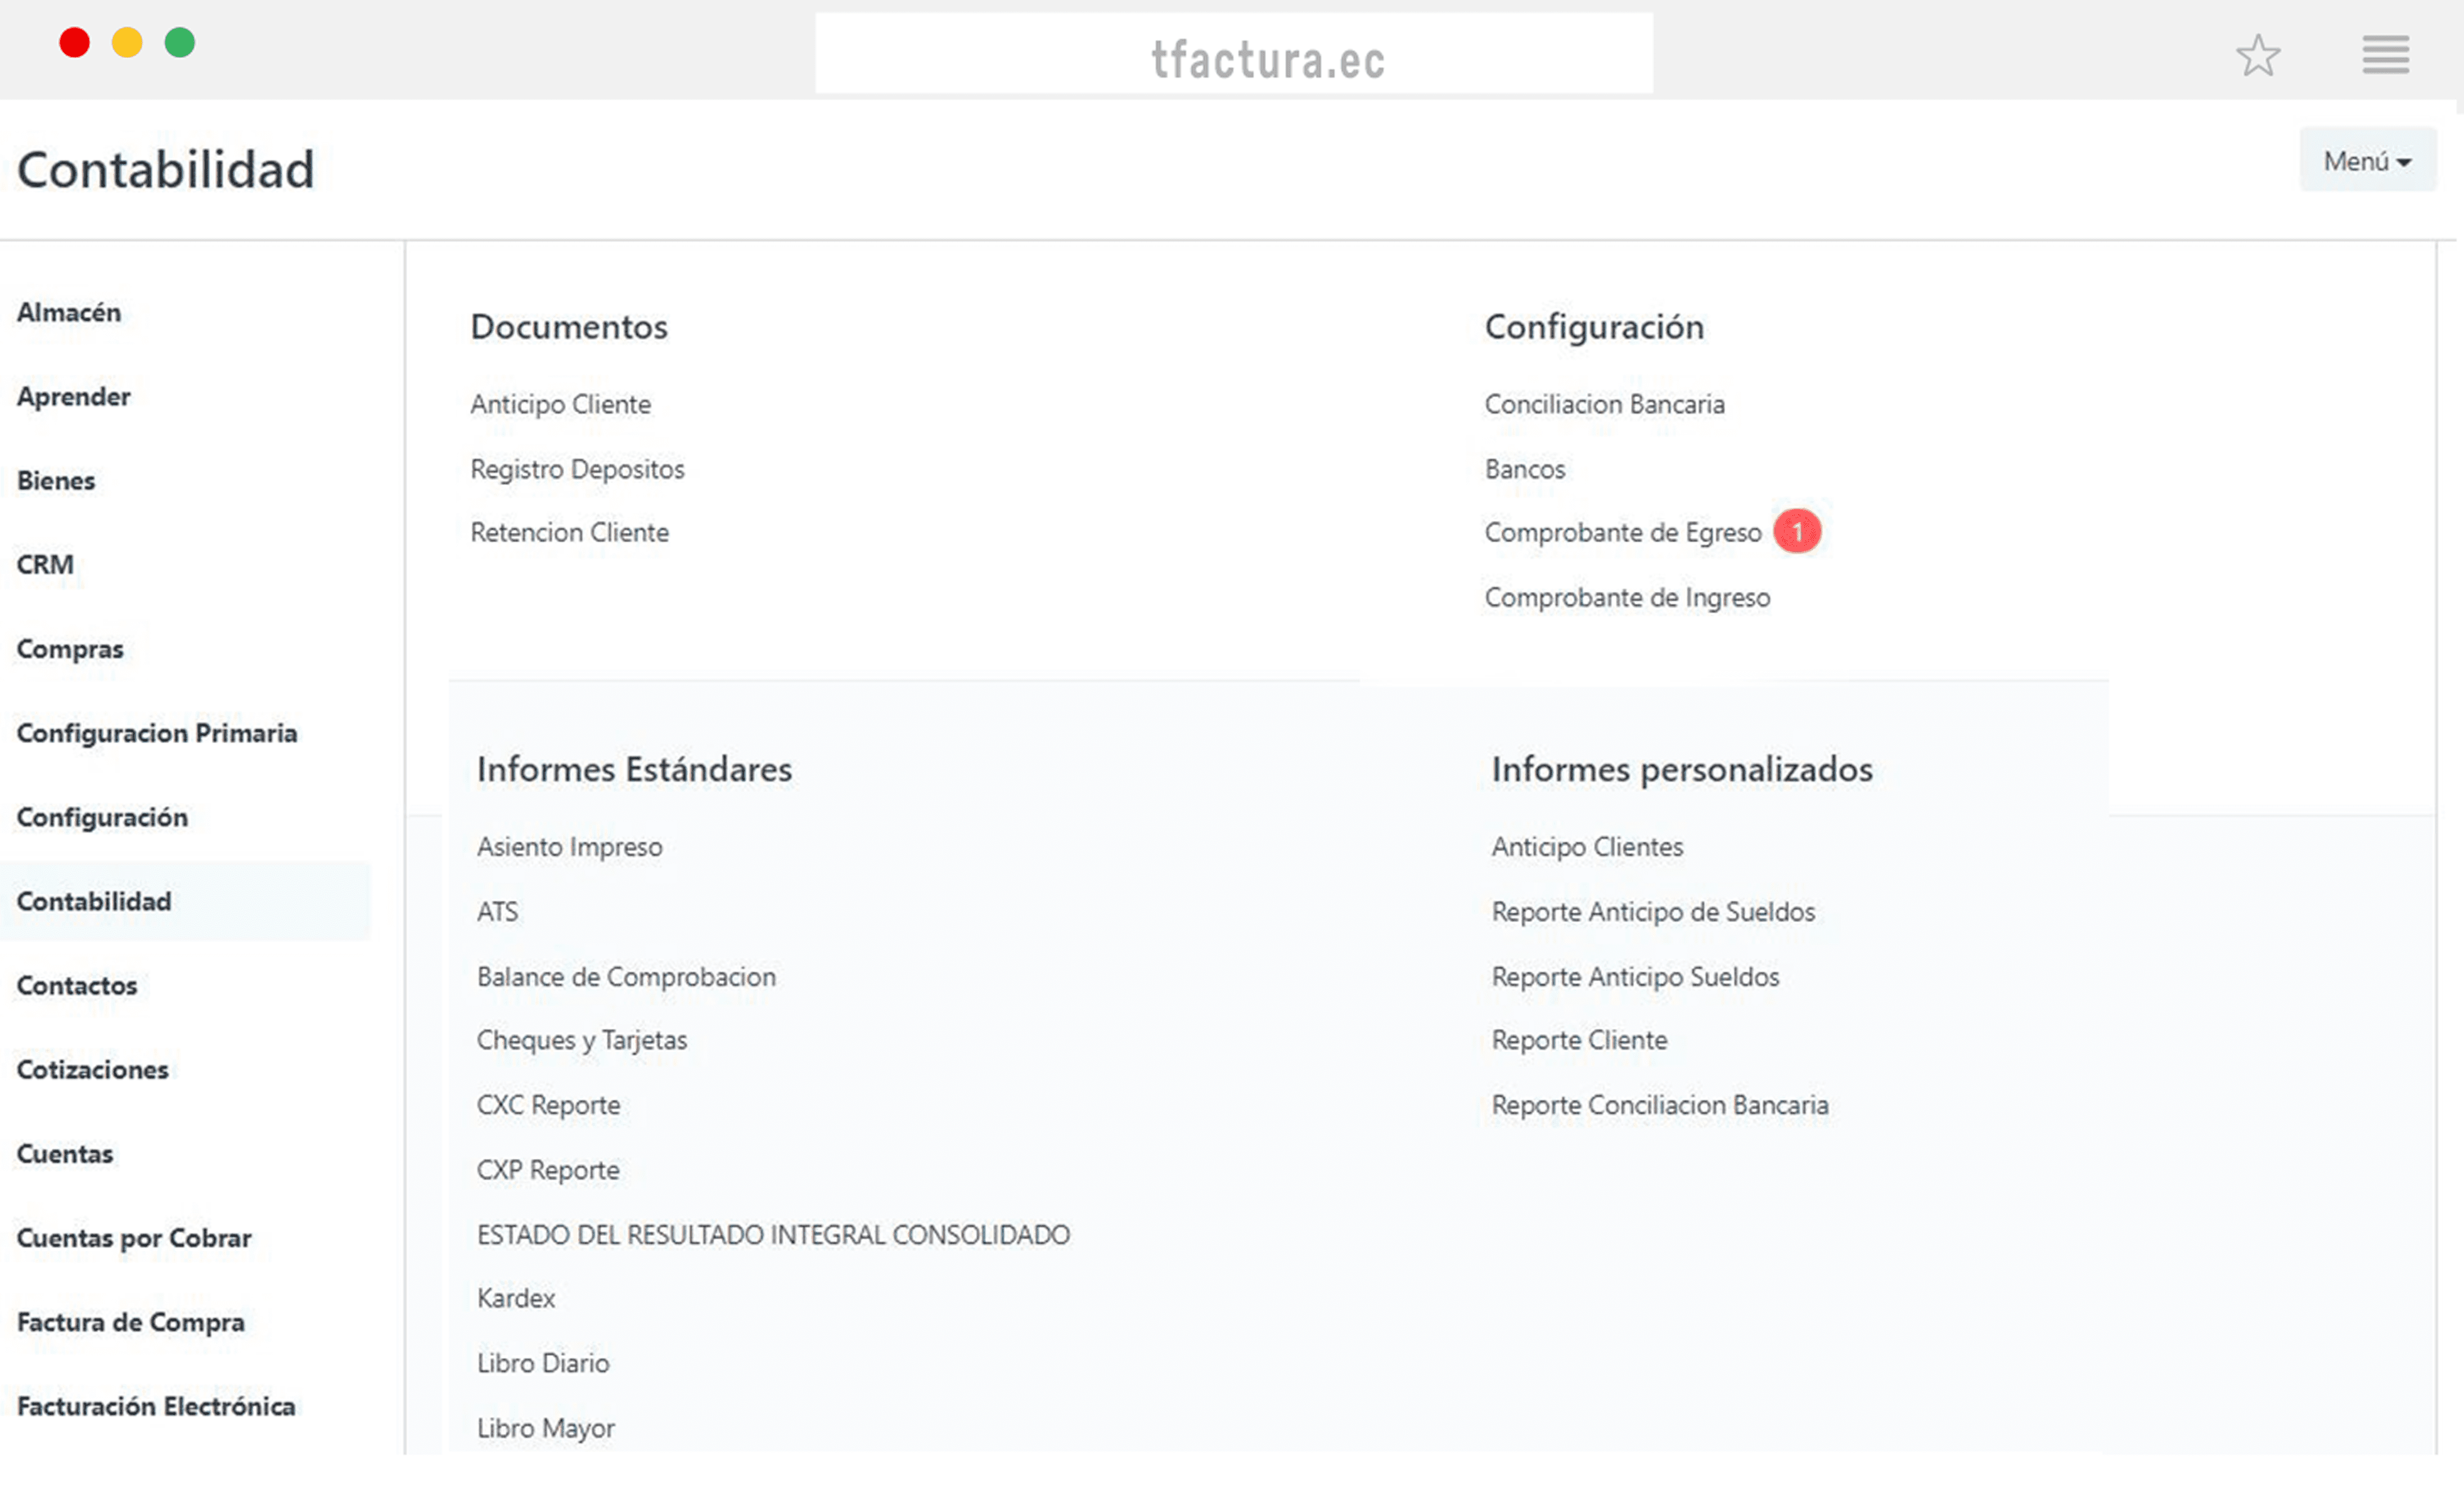 tfactura.ec
Contabilidad
Menú
Almacén
Aprender
Bienes
CRM
Compras
Configuracion Primaria
Configuración
Contabilidad
Contactos
Cotizaciones
Cuentas
Cuentas por Cobrar
Factura de Compra
Facturación Electrónica
Documentos
Anticipo Cliente
Registro Depositos
Retencion Cliente
Configuración
Conciliacion Bancaria
Bancos
Comprobante de Egreso 1
Comprobante de Ingreso
Informes Estándares
Asiento Impreso
ATS
Balance de Comprobacion
Cheques y Tarjetas
CXC Reporte
CXP Reporte
ESTADO DEL RESULTADO INTEGRAL CONSOLIDADO
Kardex
Libro Diario
Libro Mayor
Informes personalizados
Anticipo Clientes
Reporte Anticipo de Sueldos
Reporte Anticipo Sueldos
Reporte Cliente
Reporte Conciliacion Bancaria